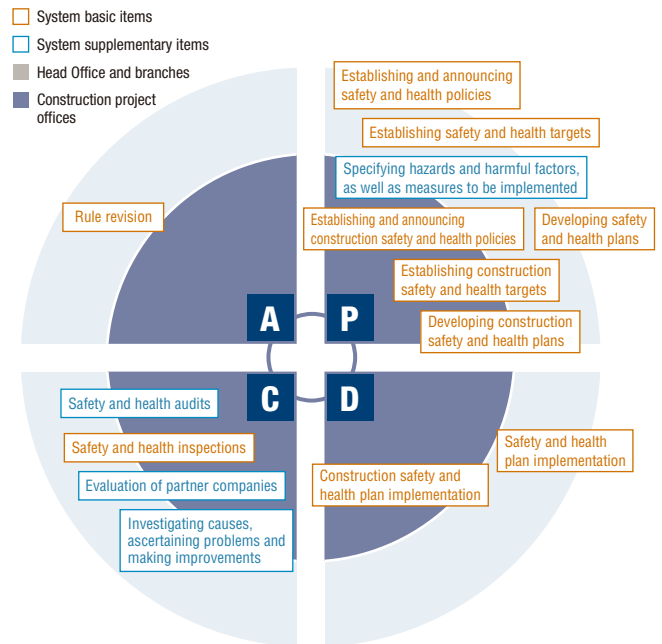 System basic items
System supplementary items
Head Office and branches
Construction project
offices
Establishing and announcing
safety and health policies
Establishing safety and health targets
Specifying hazards and harmful factors,
as well as measures to be implemented
Rule revision
Establishing and announcing
construction safety and health policies
Developing safety
and health plans
Establishing construction
safety and health targets
Developing construction
safety and health plans
A
P
C
D
Safety and health audits
Safety and health inspections
Evaluation of partner companies
Investigating causes,
ascertaining problems and
making improvements
Construction safety and
health plan implementation
Safety and health
plan implementation